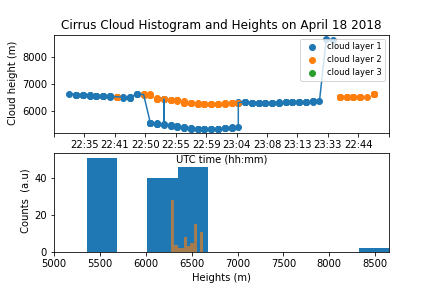 Cirrus Cloud Histogram and Heights on April 18 2018
cloud layer 1
cloud layer 2
cloud layer 3
Cloud height (m)
8000
7000
6000
22:35 22:41 22:50 22:55 22:59 23:04 23:08 23:13 23:33 22:44
UTC time (hh:mm)
Counts (a.u)
40
20
0
5000 5500 6000 6500 7000 7500 8000 8500
Heights (m)